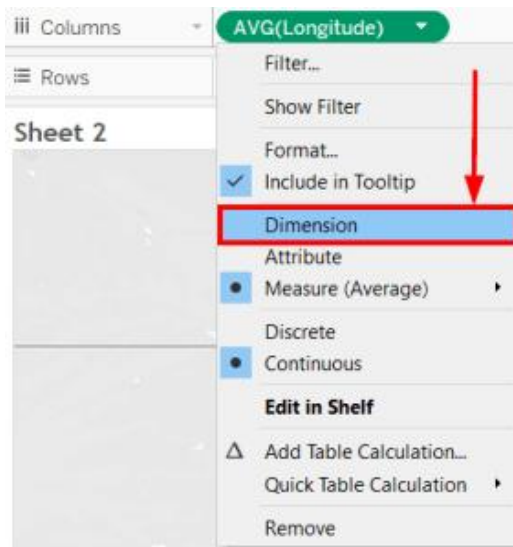 Columns
AVG(Longitude)
Rows
Sheet 2
Filter...
Show Filter
Format...
Include in Tooltip
Dimension
Attribute
Measure (Average)
Discrete
Continuous
Edit in Shelf
Add Table Calculation...
Quick Table Calculation
Remove